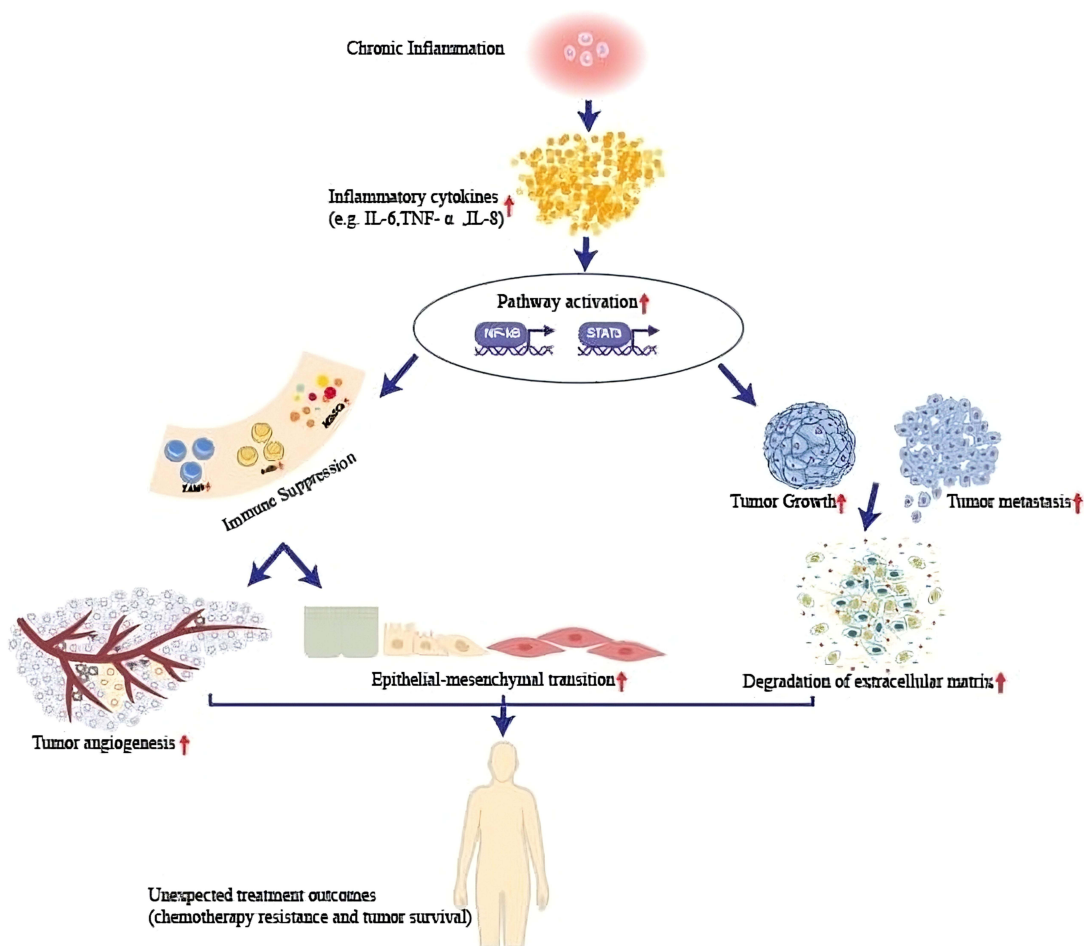 Chronic Inflammation
Inflammatory cytokines
(e.g. IL-6,TNF- α ,IL-8)
Pathway activation
NF-kB
STAT3
Immune Suppression
Tumor Growth
Tumor metastasis
Epithelial-mesenchymal transition
Degradation of extracellular matrix
Tumor angiogenesis
Unexpected treatment outcomes
(chemotherapy resistance and tumor survival)